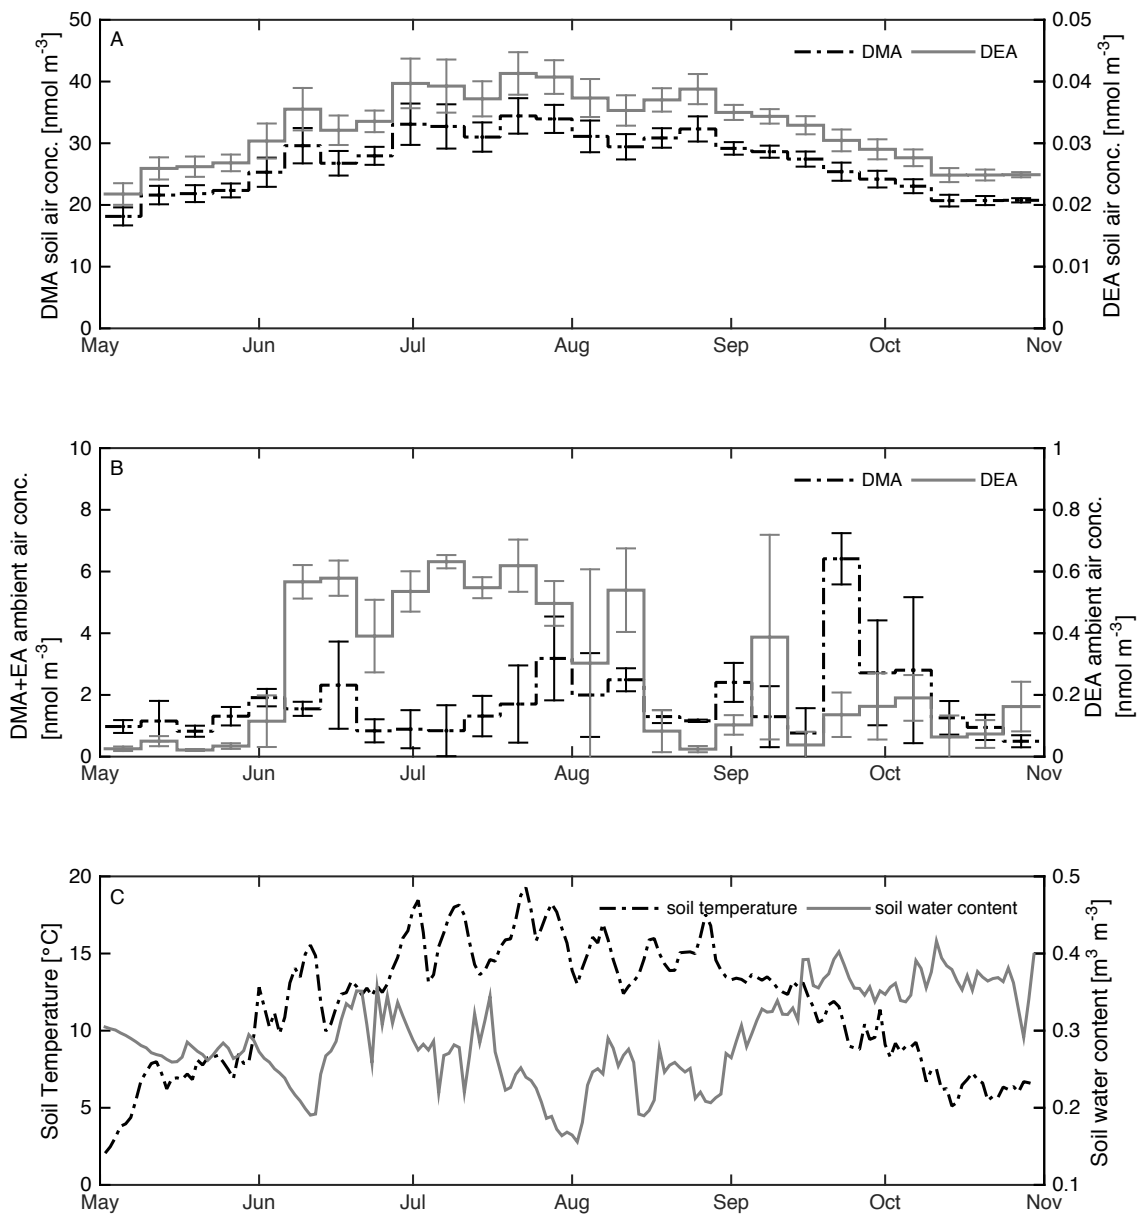 A
DMA
DEA
DMA soil air conc. [nmol m-3]
50
40
30
20
10
0
DEA soil air conc. [nmol m-3]
0.05
0.04
0.03
0.02
0.01
0
May Jun Jul Aug Sep Oct Nov
B
DMA
DEA
DMA+EA ambient air conc.
[nmol m-3]
10
8
6
4
2
0
DEA ambient air conc.
[nmol m-3]
1
0.8
0.6
0.4
0.2
0
May Jun Jul Aug Sep Oct Nov
C
soil temperature
soil water content
Soil Temperature [°C]
20
15
10
5
0
Soil water content [m3 m-3]
0.5
0.4
0.3
0.2
0.1
May Jun Jul Aug Sep Oct Nov